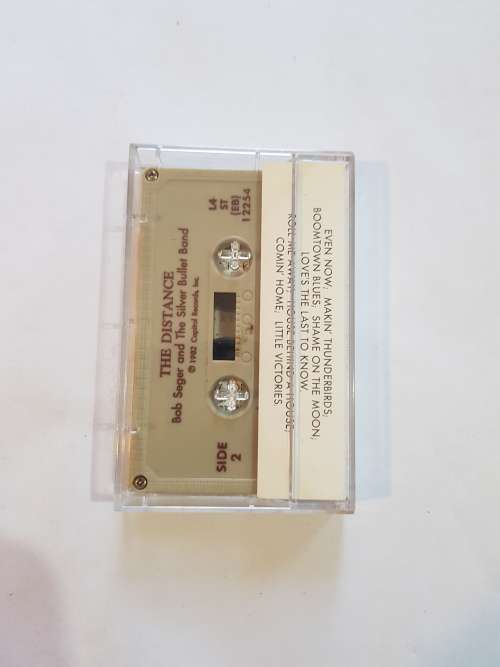 THE DISTANCE
Bob Seger and The Silver Bullet Band
℗ 1982 Capitol Records, Inc.
SIDE
2
L4
ST
(EB)
12254
EVEN NOW; MAKIN' THUNDERBIRDS;
BOOMTOWN BLUES; SHAME ON THE MOON;
LOVE'S THE LAST TO KNOW
ROLL ME AWAY; HOUSE BEHIND A HOUSE;
COMIN' HOME; LITTLE VICTORIES